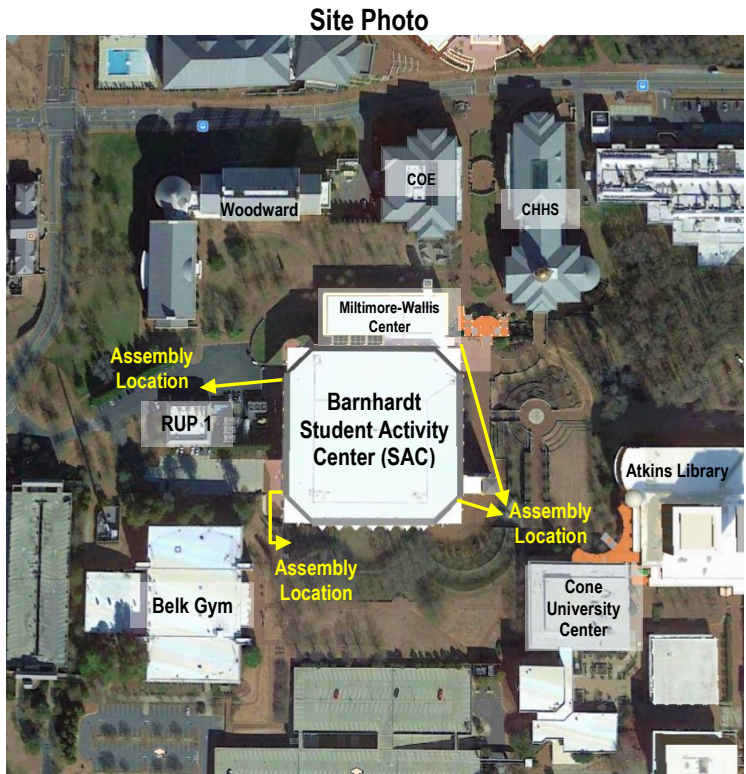 Site Photo
COE
Woodward
CHHS
Miltimore-Wallis
Center
Assembly
Location
Barnhardt
Student Activity
Center (SAC)
RUP 1
Atkins Library
Assembly
Location
Assembly
Location
Belk Gym
Cone
University
Center